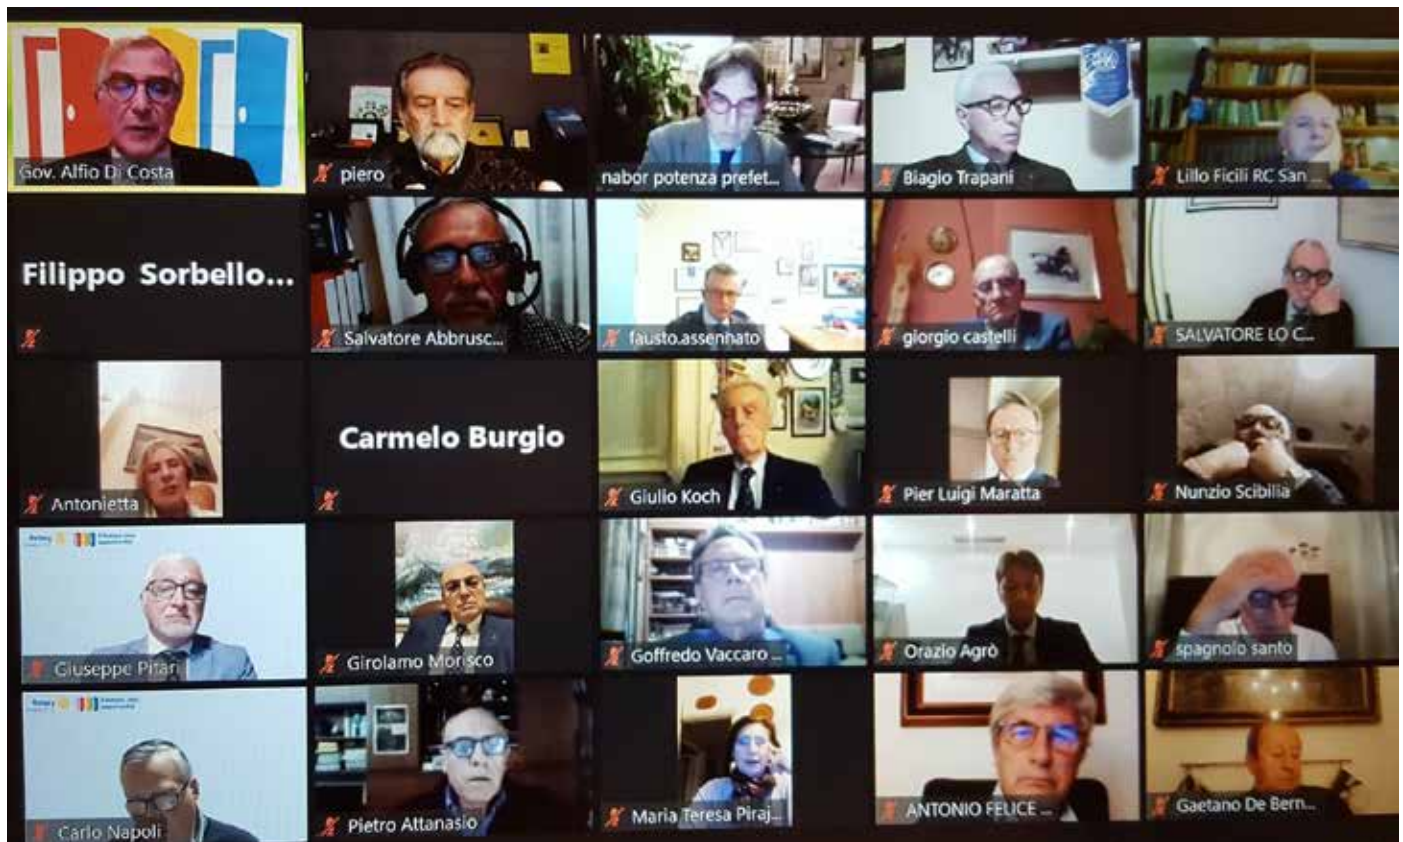 Gov. Alfio Di Costa
piero
nabor potenza prefet...
Biagio Trapani
Lillo Ficili RC San ...
Filippo Sorbello...
Salvatore Abbrusc...
fausto.assennato
giorgio castelli
SALVATORE LO C...
Antonietta
Carmelo Burgio
Giulio Koch
Pier Luigi Maratta
Nunzio Scibilia
Rotary
Giuseppe Pitari
Girolamo Morisco
Goffredo Vaccaro ...
Orazio Agrò
spagnolo santo
Rotary
Carlo Napoli
Pietro Attanasio
Maria Teresa Piraj...
ANTONIO FELICE ...
Gaetano De Bern...